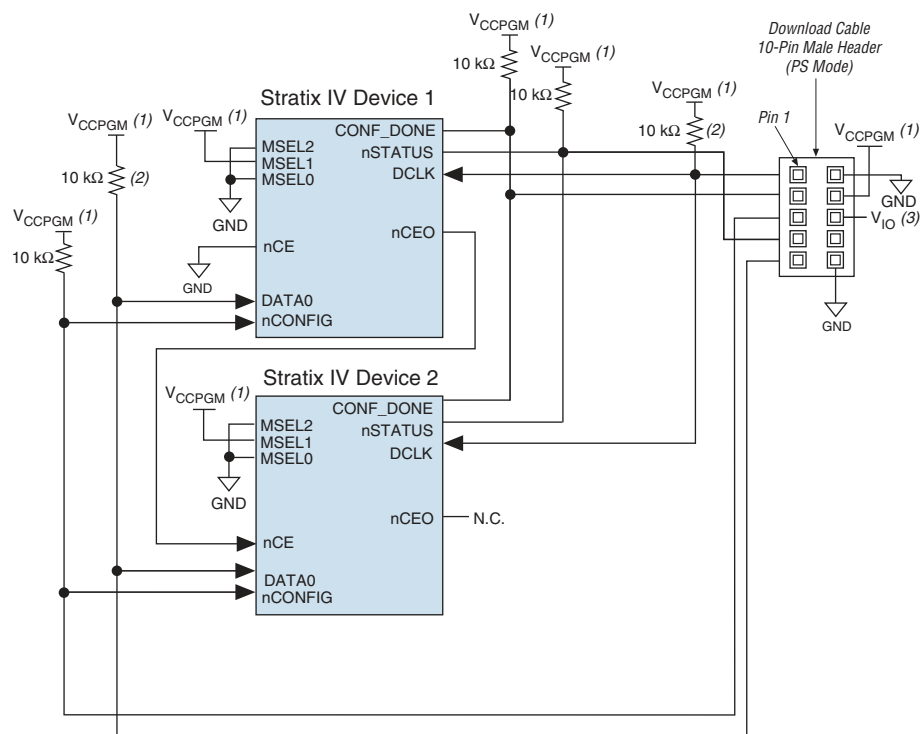 VCCPGM (1)
VCCPGM (1)
10 kΩ
10 kΩ
Download Cable
10-Pin Male Header
(PS Mode)
Stratix IV Device 1
VCCPGM (1)
10 kΩ (2)
Pin 1
VCCPGM (1)
VCCPGM (1)
10 kΩ (2)
VCCPGM (1)
MSEL2
MSEL1
MSEL0
GND
CONF_DONE
nSTATUS
DCLK
GND
VIO (3)
GND
VCCPGM (1)
10 kΩ
nCE
GND
nCEO
DATA0
nCONFIG
Stratix IV Device 2
VCCPGM (1)
MSEL2
MSEL1
MSEL0
GND
CONF_DONE
nSTATUS
DCLK
nCEO
N.C.
nCE
DATA0
nCONFIG